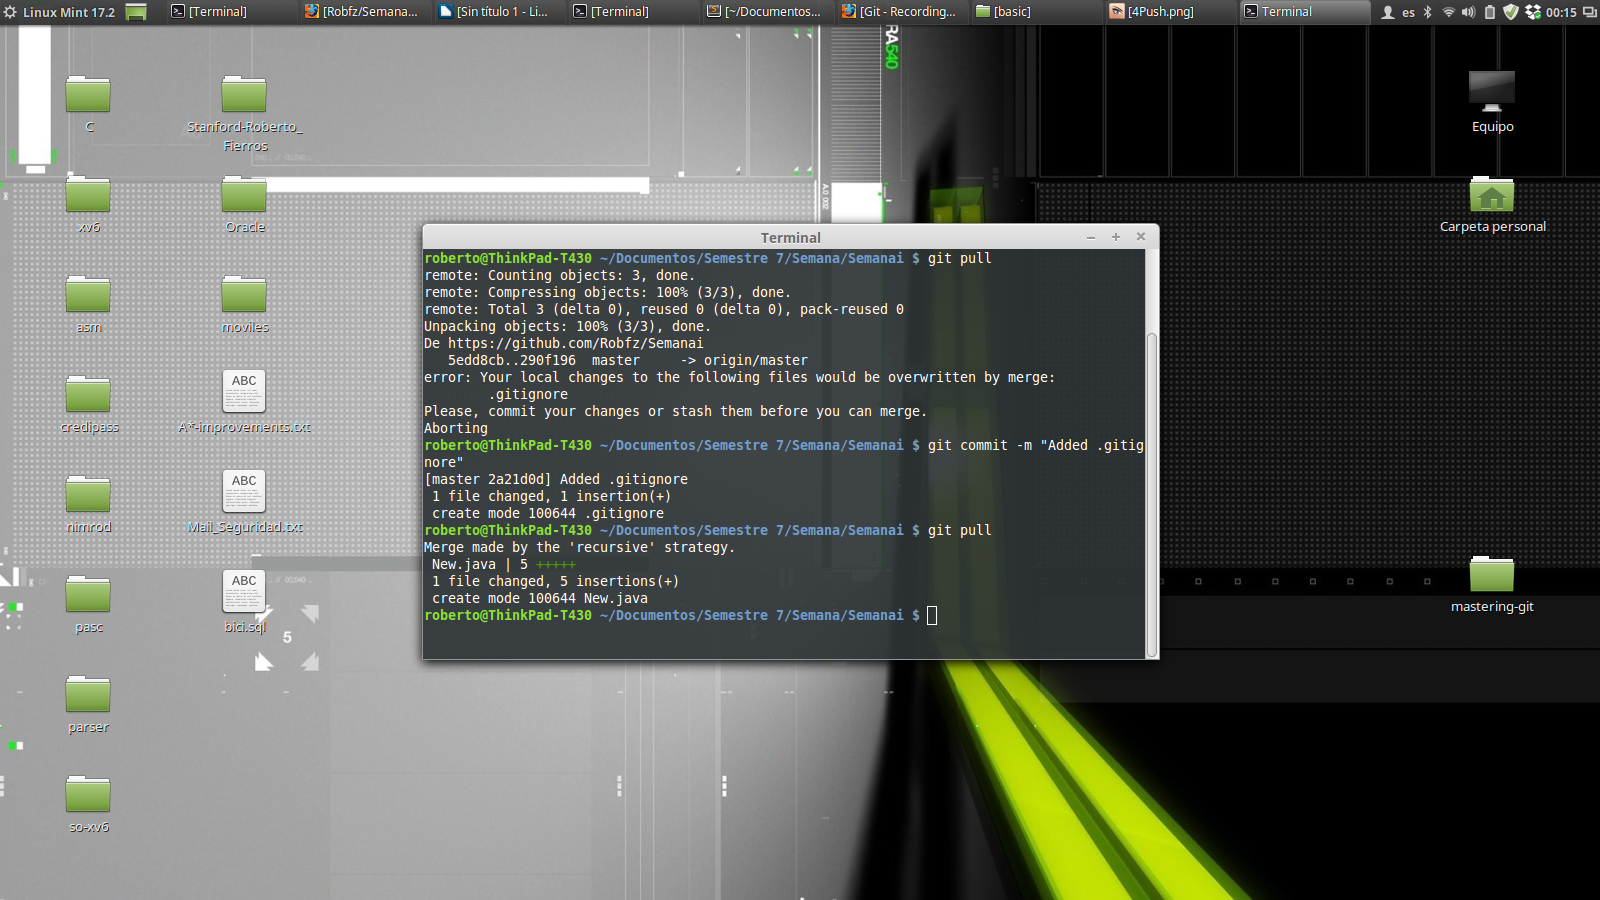 Linux Mint 17.2
[Terminal]
[Robfz/Semana...
[Sin título 1 - Li...
[Terminal]
[~/Documentos...
[Git - Recording...
[basic]
[4Push.png]
Terminal
es
00:15
RA540
C
Stanford-Roberto_
Fierros
xv6
Oracle
asm
moviles
credipass
ABC
A*-improvements.txt
nimrod
ABC
Mail_Seguridad.txt
pasc
ABC
bici.sql
5
parser
so-xv6
Equipo
Carpeta personal
mastering-git
Terminal
roberto@ThinkPad-T430 ~/Documentos/Semestre 7/Semana/Semanai $ git pull
remote: Counting objects: 3, done.
remote: Compressing objects: 100% (3/3), done.
remote: Total 3 (delta 0), reused 0 (delta 0), pack-reused 0
Unpacking objects: 100% (3/3), done.
De https://github.com/Robfz/Semanai
   5edd8cb..290f196  master     -> origin/master
error: Your local changes to the following files would be overwritten by merge:
        .gitignore
Please, commit your changes or stash them before you can merge.
Aborting
roberto@ThinkPad-T430 ~/Documentos/Semestre 7/Semana/Semanai $ git commit -m "Added .gitig
nore"
[master 2a21d0d] Added .gitignore
 1 file changed, 1 insertion(+)
 create mode 100644 .gitignore
roberto@ThinkPad-T430 ~/Documentos/Semestre 7/Semana/Semanai $ git pull
Merge made by the 'recursive' strategy.
 New.java | 5 +++++
 1 file changed, 5 insertions(+)
 create mode 100644 New.java
roberto@ThinkPad-T430 ~/Documentos/Semestre 7/Semana/Semanai $